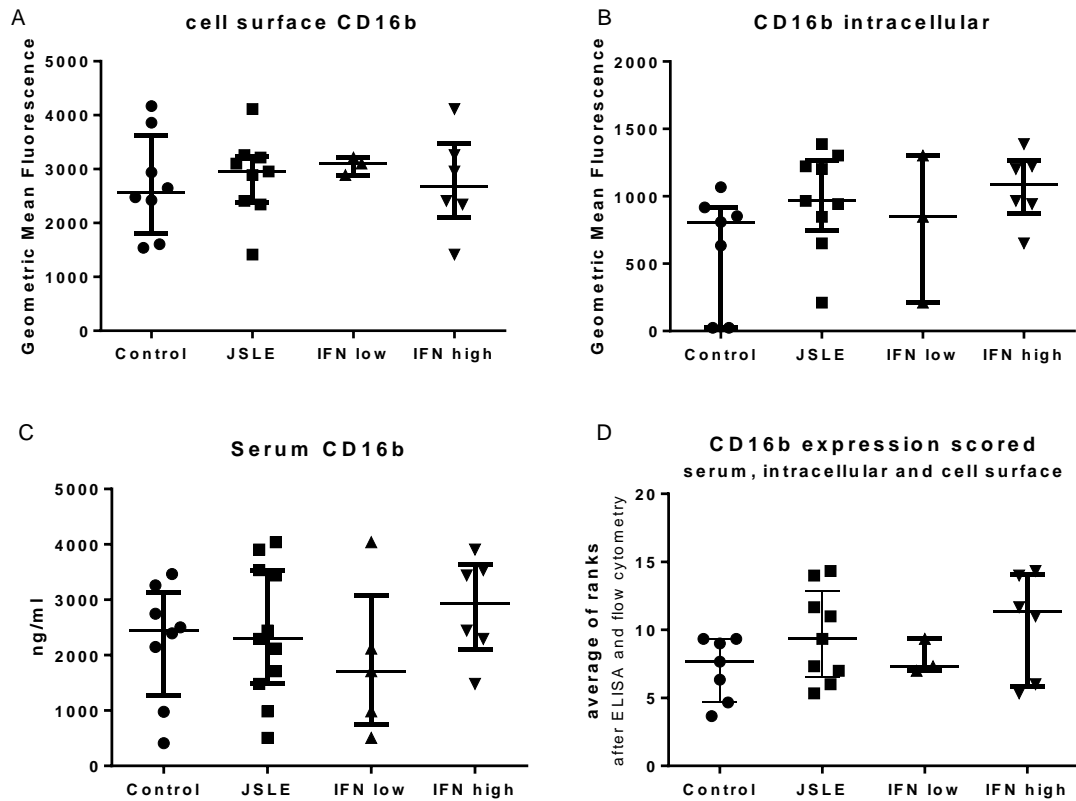 A
cell surface CD16b
Geometric Mean Fluorescence
5000
4000
3000
2000
1000
0
Control JSLE IFN low IFN high
B
CD16b intracellular
Geometric Mean Fluorescence
2000
1500
1000
500
0
Control JSLE IFN low IFN high
C
Serum CD16b
ng/ml
5000
4000
3000
2000
1000
0
Control JSLE IFN low IFN high
D
CD16b expression scored
serum, intracellular and cell surface
average of ranks
after ELISA and flow cytometry
20
15
10
5
0
Control JSLE IFN low IFN high